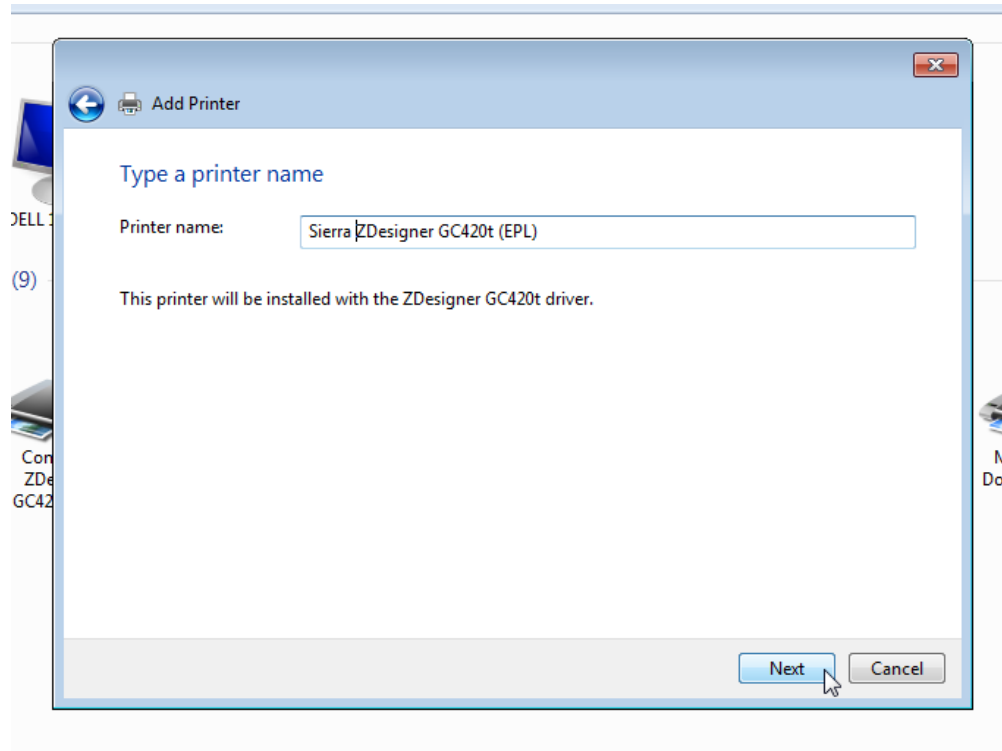 Add Printer
Type a printer name
Printer name:
Sierra ZDesigner GC420t (EPL)
This printer will be installed with the ZDesigner GC420t driver.
Next
Cancel
DELL
(9)